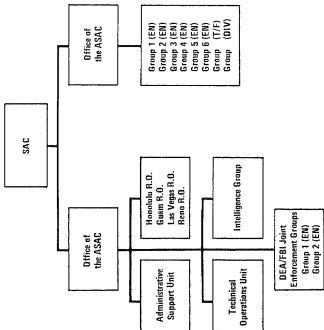 SAC
Office of
the ASAC
Group 1 (EN)
Group 2 (EN)
Group 3 (EN)
Group 4 (EN)
Group 5 (EN)
Group 6 (EN)
Group (T/F)
Group (DIV)
Office of
the ASAC
Honolulu R.O.
Guam R.O.
Las Vegas R.O.
Reno R.O.
Administrative
Support Unit
Intelligence Group
Technical
Operations Unit
DEA/FBI Joint
Enforcement Groups
Group 1 (EN)
Group 2 (EN)